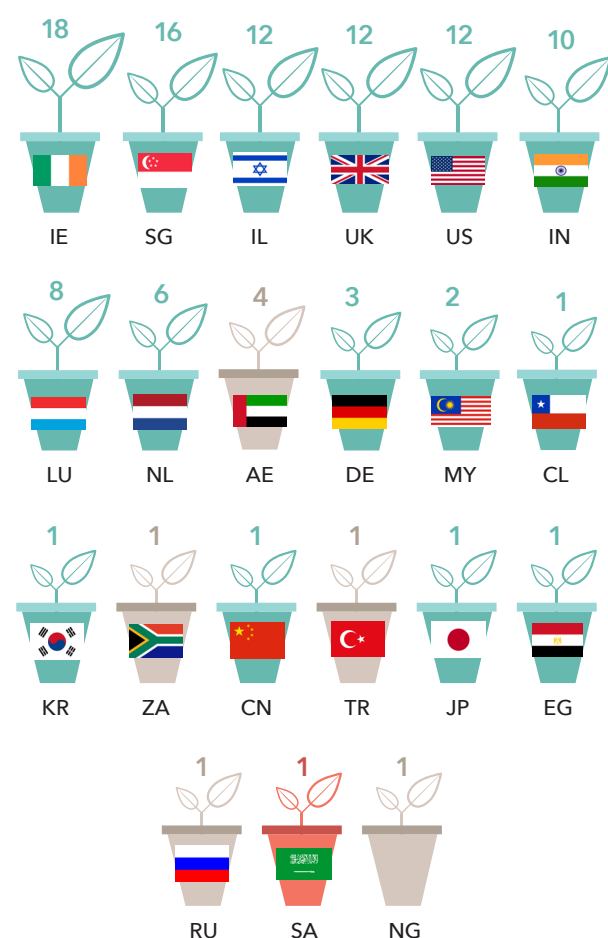 18 16 12 12 12 10
IE SG IL UK US IN
8 6 4 3 2 1
LU NL AE DE MY CL
1 1 1 1 1 1
KR ZA CN TR JP EG
1 1 1
RU SA NG